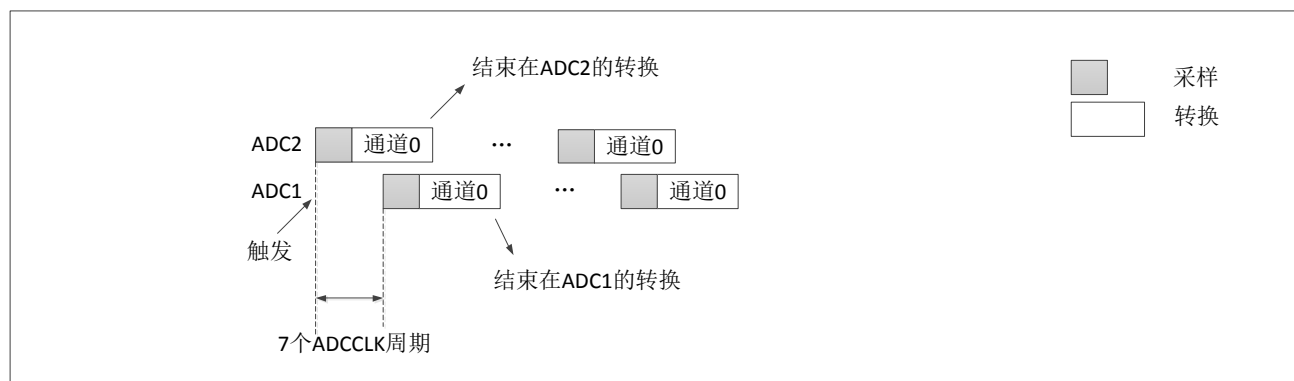 结束在ADC2的转换
采样
转换
ADC2
通道0
...
通道0
ADC1
通道0
...
通道0
触发
结束在ADC1的转换
7个ADCCLK周期